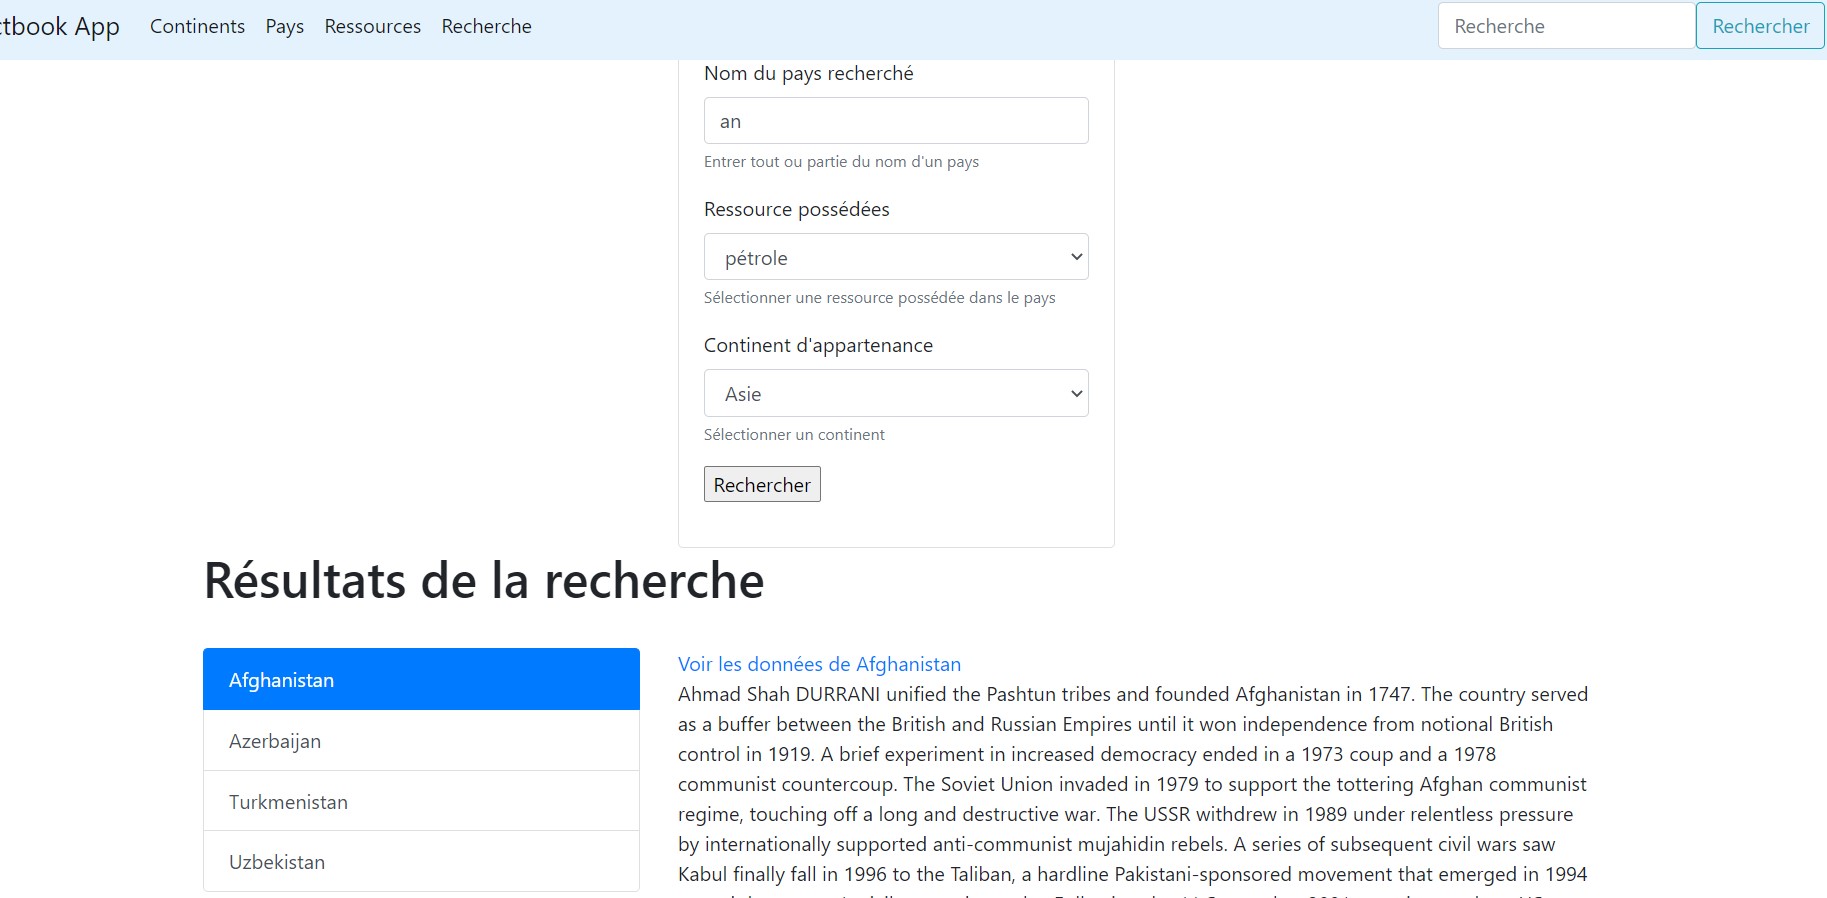 App Continents Pays Ressources Recherche Recherche Rechercher
Nom du pays recherché
an
Entrer tout ou partie du nom d'un pays
Ressource possédées
pétrole
Sélectionner une ressource possédée dans le pays
Continent d'appartenance
Asie
Sélectionner un continent
Rechercher
Résultats de la recherche
Afghanistan
Azerbaijan
Turkmenistan
Uzbekistan
Voir les données de Afghanistan
Ahmad Shah DURRANI unified the Pashtun tribes and founded Afghanistan in 1747. The country served
as a buffer between the British and Russian Empires until it won independence from notional British
control in 1919. A brief experiment in increased democracy ended in a 1973 coup and a 1978
communist countercoup. The Soviet Union invaded in 1979 to support the tottering Afghan communist
regime, touching off a long and destructive war. The USSR withdrew in 1989 under relentless pressure
by internationally supported anti-communist mujahidin rebels. A series of subsequent civil wars saw
Kabul finally fall in 1996 to the Taliban, a hardline Pakistani-sponsored movement that emerged in 1994